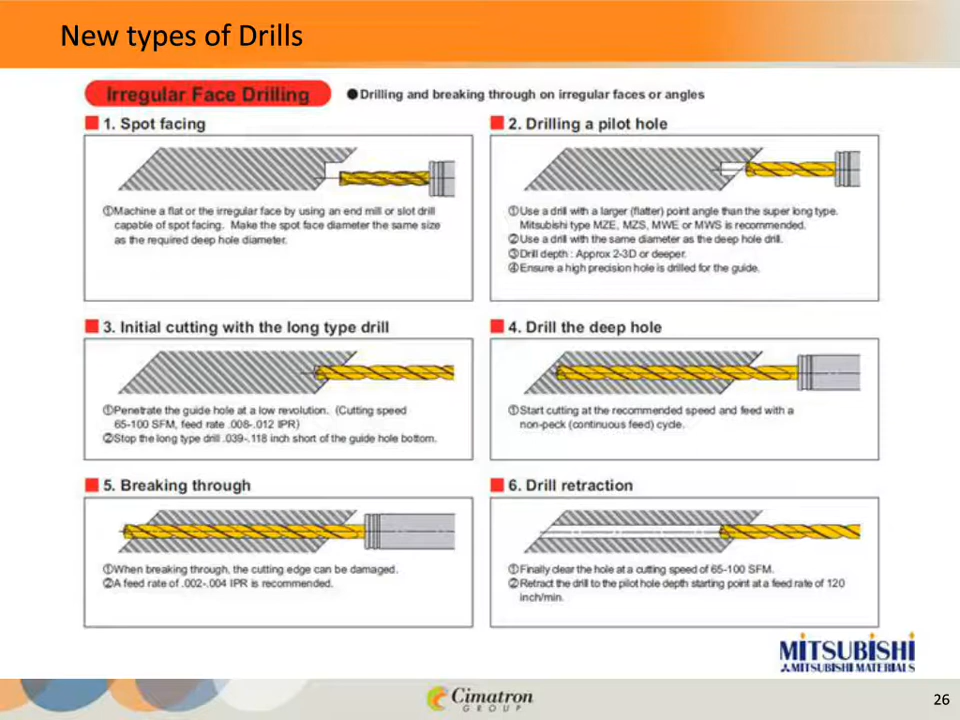 New types of Drills
Irregular Face Drilling
●Drilling and breaking through on irregular faces or angles
1. Spot facing
①Machine a flat or the irregular face by using an end mill or slot drill
capable of spot facing. Make the spot face diameter the same size
as the required deep hole diameter.
2. Drilling a pilot hole
①Use a drill with a larger (flatter) point angle than the super long type.
Mitsubishi type MZE, MZS, MWE or MWS is recommended.
②Use a drill with the same diameter as the deep hole drill.
③Drill depth : Approx 2-3D or deeper.
④Ensure a high precision hole is drilled for the guide.
3. Initial cutting with the long type drill
①Penetrate the guide hole at a low revolution. (Cutting speed
65-100 SFM, feed rate .008-.012 IPR)
②Stop the long type drill .039-.118 inch short of the guide hole bottom.
4. Drill the deep hole
①Start cutting at the recommended speed and feed with a
non-peck (continuous feed) cycle.
5. Breaking through
①When breaking through, the cutting edge can be damaged.
②A feed rate of .002-.004 IPR is recommended.
6. Drill retraction
①Finally clear the hole at a cutting speed of 65-100 SFM.
②Retract the drill to the pilot hole depth starting point at a feed rate of 120
inch/min.
MITSUBISHI
MITSUBISHI MATERIALS
Cimatron
GROUP
26